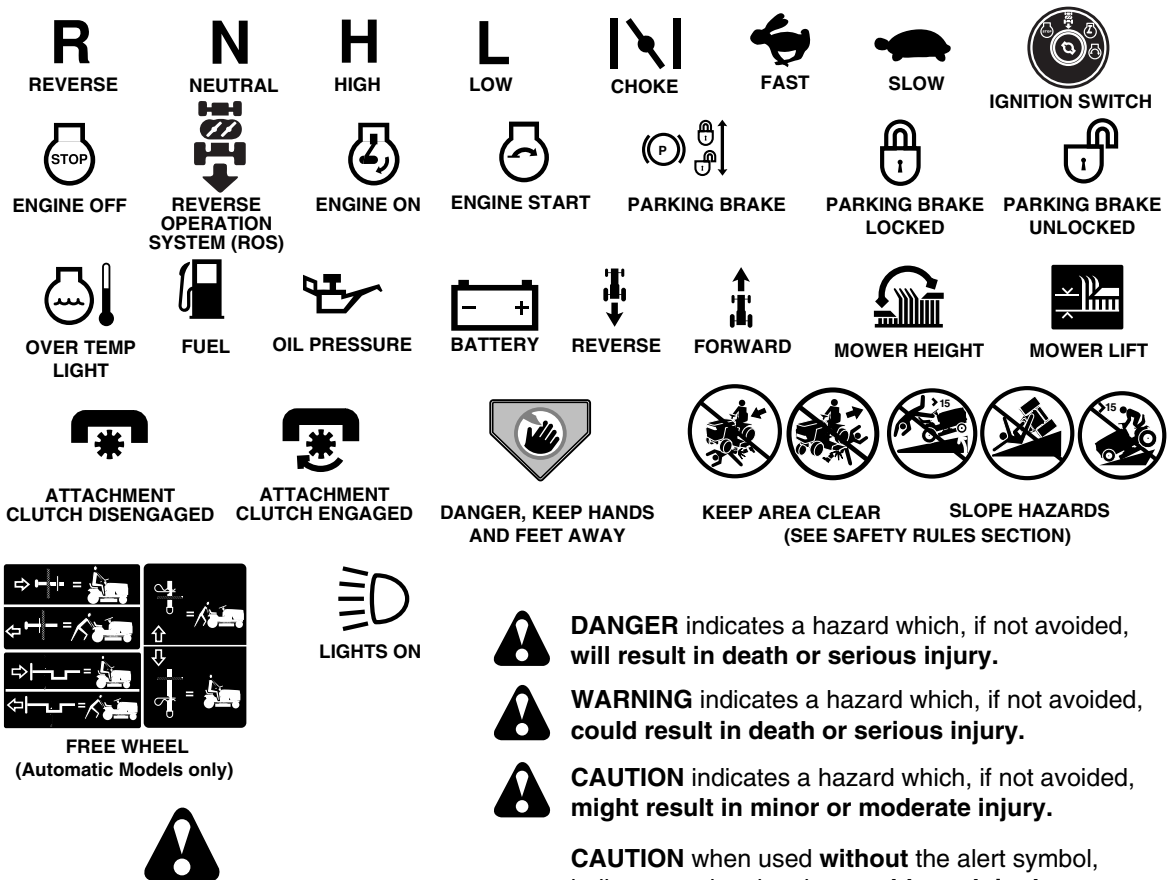 R N H L
REVERSE NEUTRAL HIGH LOW CHOKE FAST SLOW
IGNITION SWITCH
STOP
P
ENGINE OFF REVERSE OPERATION SYSTEM (ROS) ENGINE ON ENGINE START PARKING BRAKE PARKING BRAKE LOCKED PARKING BRAKE UNLOCKED
OVER TEMP LIGHT FUEL OIL PRESSURE BATTERY REVERSE FORWARD MOWER HEIGHT MOWER LIFT
>15
>15
ATTACHMENT CLUTCH DISENGAGED
ATTACHMENT CLUTCH ENGAGED
DANGER, KEEP HANDS AND FEET AWAY
KEEP AREA CLEAR SLOPE HAZARDS
(SEE SAFETY RULES SECTION)
LIGHTS ON
FREE WHEEL
(Automatic Models only)
DANGER indicates a hazard which, if not avoided,
will result in death or serious injury.
WARNING indicates a hazard which, if not avoided,
could result in death or serious injury.
CAUTION indicates a hazard which, if not avoided,
might result in minor or moderate injury.
CAUTION when used without the alert symbol,